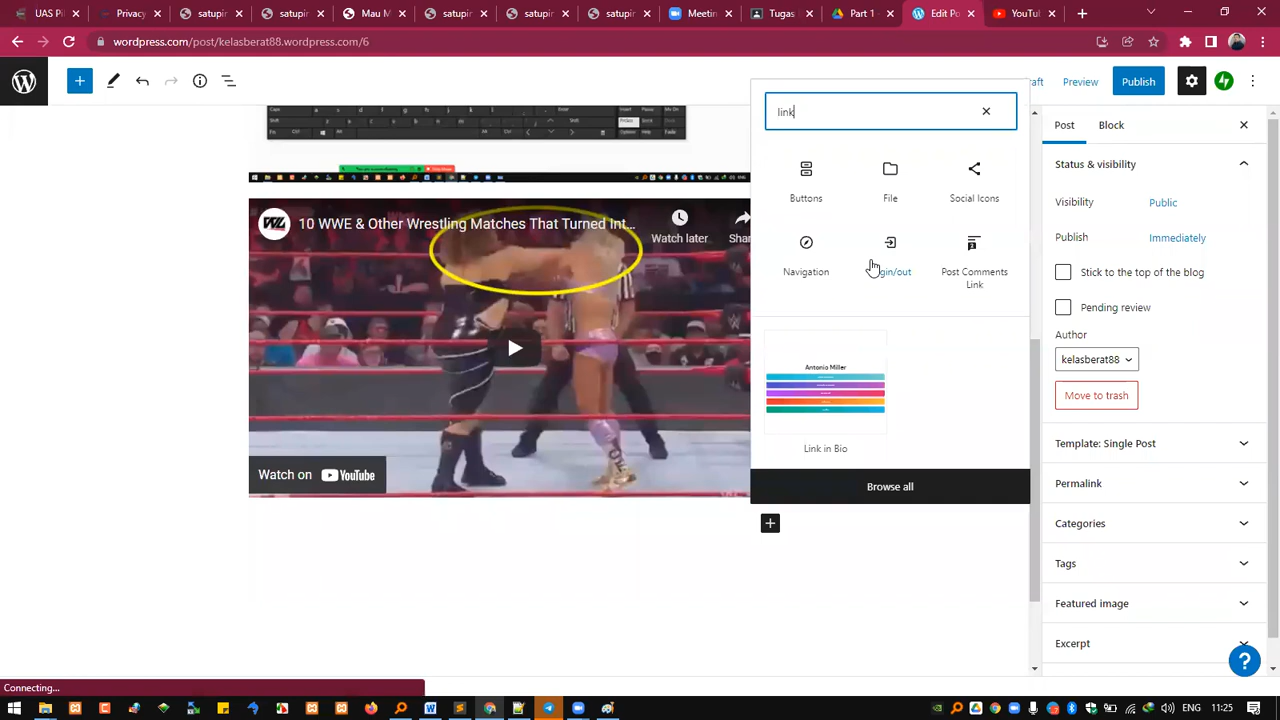 UAS Pi
Privacy
satupir
satupir
Mau M
satupir
satupir
satupir
Meetin
Tugas
Part 1 -
Edit Po
YouTu
wordpress.com/post/kelasberat88.wordpress.com/6
raft
Preview
Publish
link
Post
Block
Status & visibility
Buttons
File
Social Icons
Visibility
Public
Publish
Immediately
10 WWE & Other Wrestling Matches That Turned Int...
Watch later
Shar
Navigation
gin/out
Post Comments
Link
Stick to the top of the blog
Pending review
Author
kelasberat88
Antonio Miller
Move to trash
Template: Single Post
Link in Bio
Watch on YouTube
Browse all
Permalink
Categories
Tags
Featured image
Excerpt
Connecting...
11:25